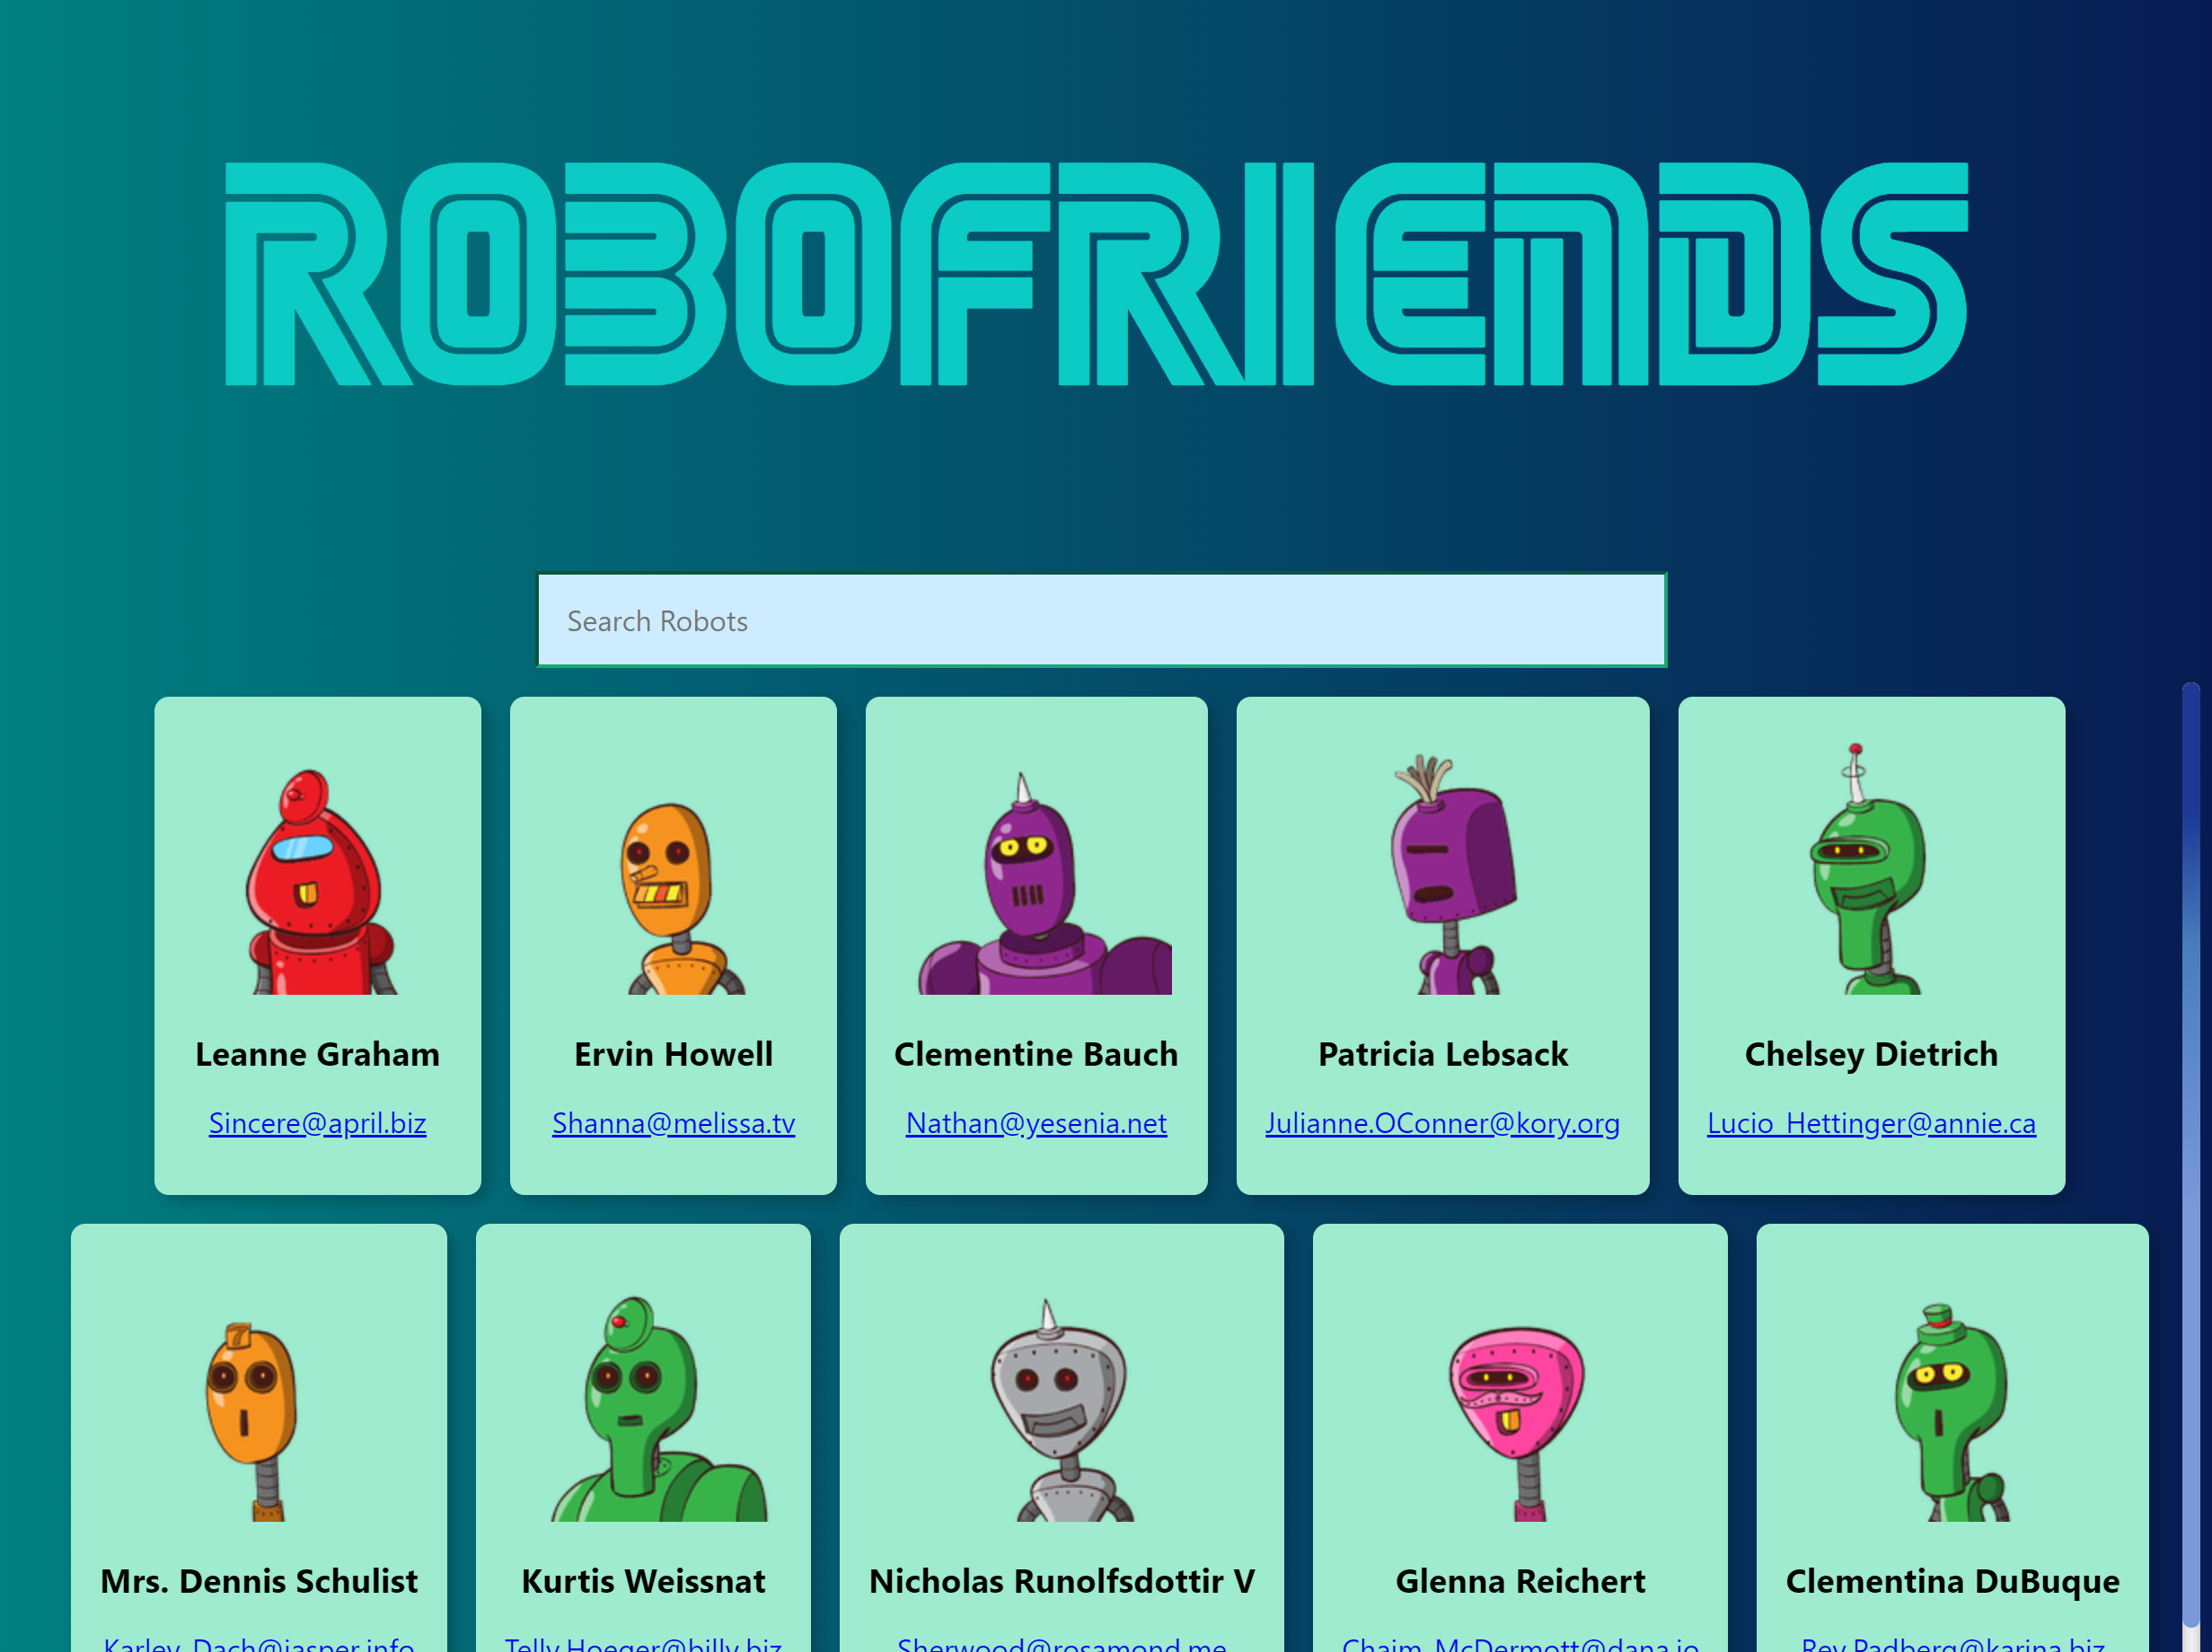 ROBOFRIENDS
Search Robots
Leanne Graham
Sincere@april.biz
Ervin Howell
Shanna@melissa.tv
Clementine Bauch
Nathan@yesenia.net
Patricia Lebsack
Julianne.OConner@kory.org
Chelsey Dietrich
Lucio_Hettinger@annie.ca
Mrs. Dennis Schulist
Karley_Dach@jasper.info
Kurtis Weissnat
Telly.Hoeger@billy.biz
Nicholas Runolfsdottir V
Sherwood@rosamond.me
Glenna Reichert
Chaim_McDermott@dana.io
Clementina DuBuque
Rey.Padberg@karina.biz